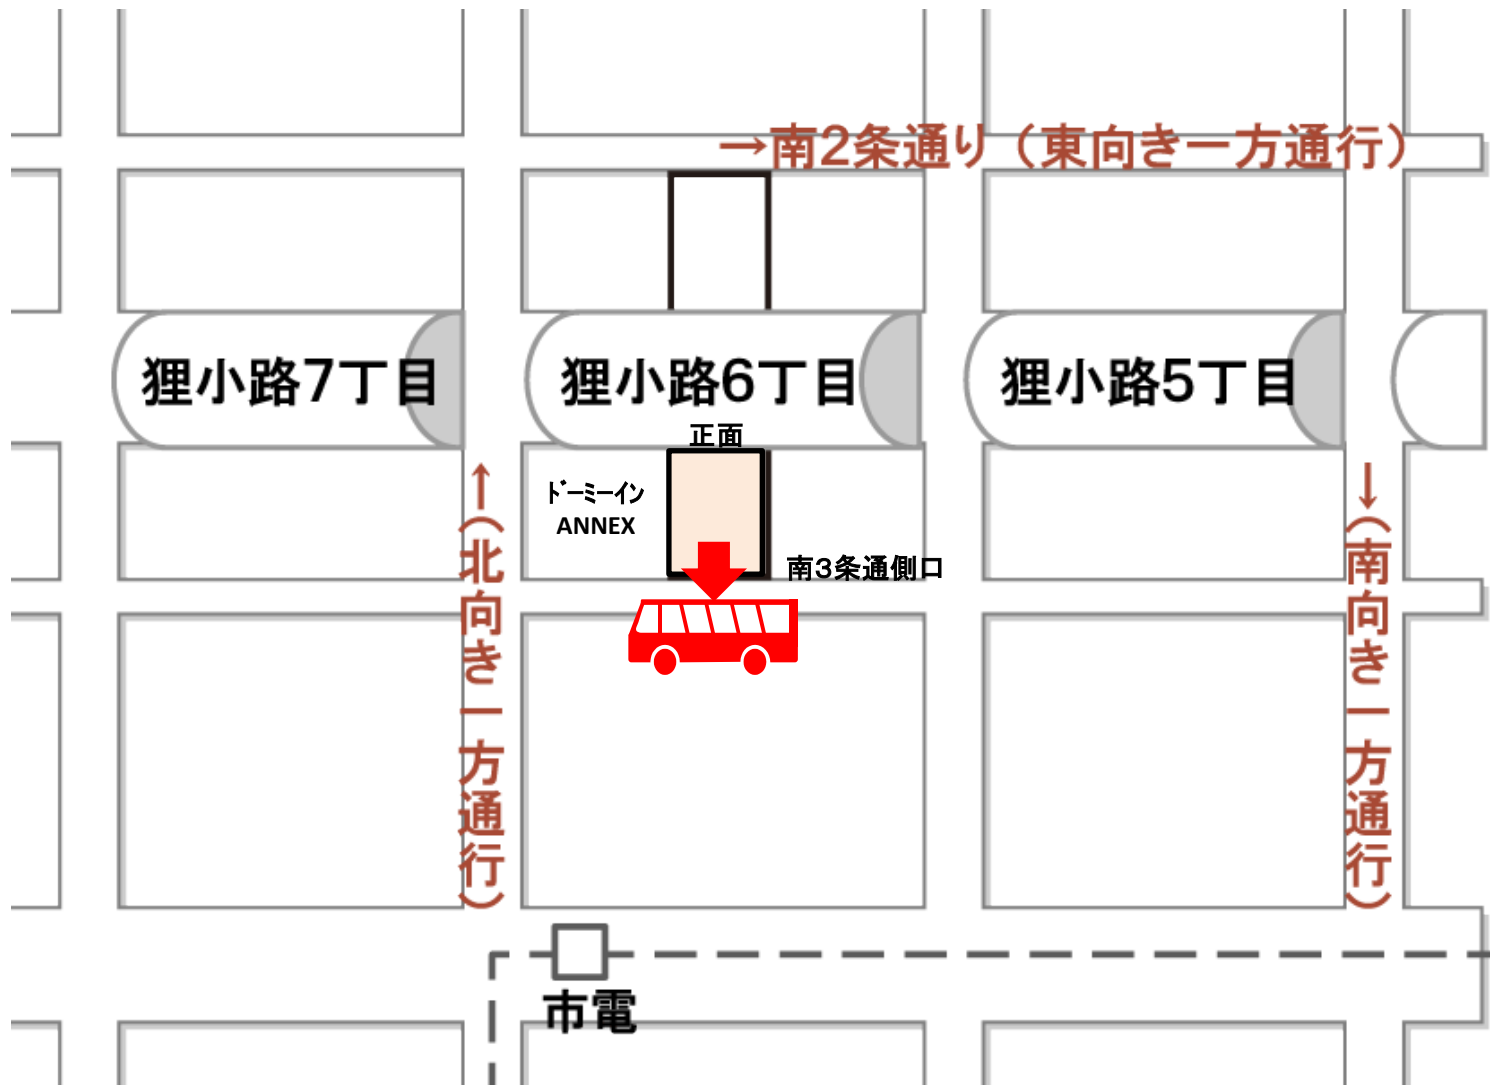 →南2条通り（東向き一方通行）
狸小路7丁目
狸小路6丁目
狸小路5丁目
正面
ﾄﾞｰﾐｰｲﾝ
ANNEX
南3条通側口
←（北向き一方通行）
→（南向き一方通行）
市電